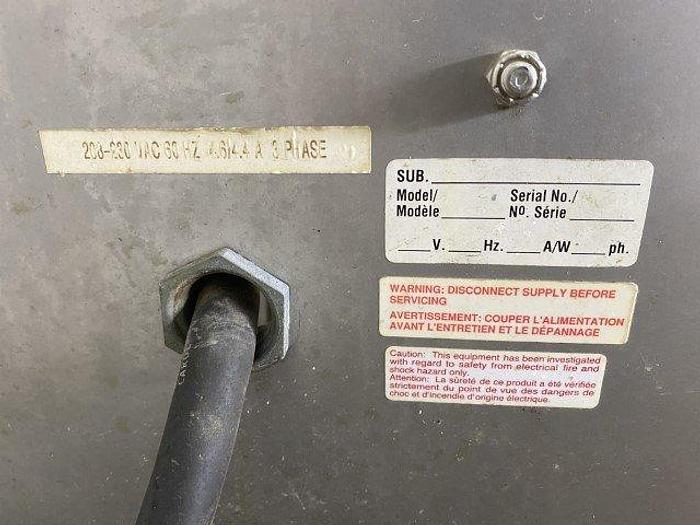 208-230 VAC 60 HZ 4.6/4.4 A 3 PHASE
SUB.
Model/ Serial No./
Modèle Nº. Série
V. Hz. A/W ph.
WARNING: DISCONNECT SUPPLY BEFORE
SERVICING
AVERTISSEMENT: COUPER L'ALIMENTATION
AVANT L'ENTRETIEN ET LE DÉPANNAGE
Caution: This equipment has been investigated
with regard to safety from electrical fire and
shock hazard only.
Attention: La sûreté de ce produit a été vérifiée
strictement du point de vue des dangers de
choc et d'incendie d'origine électrique.